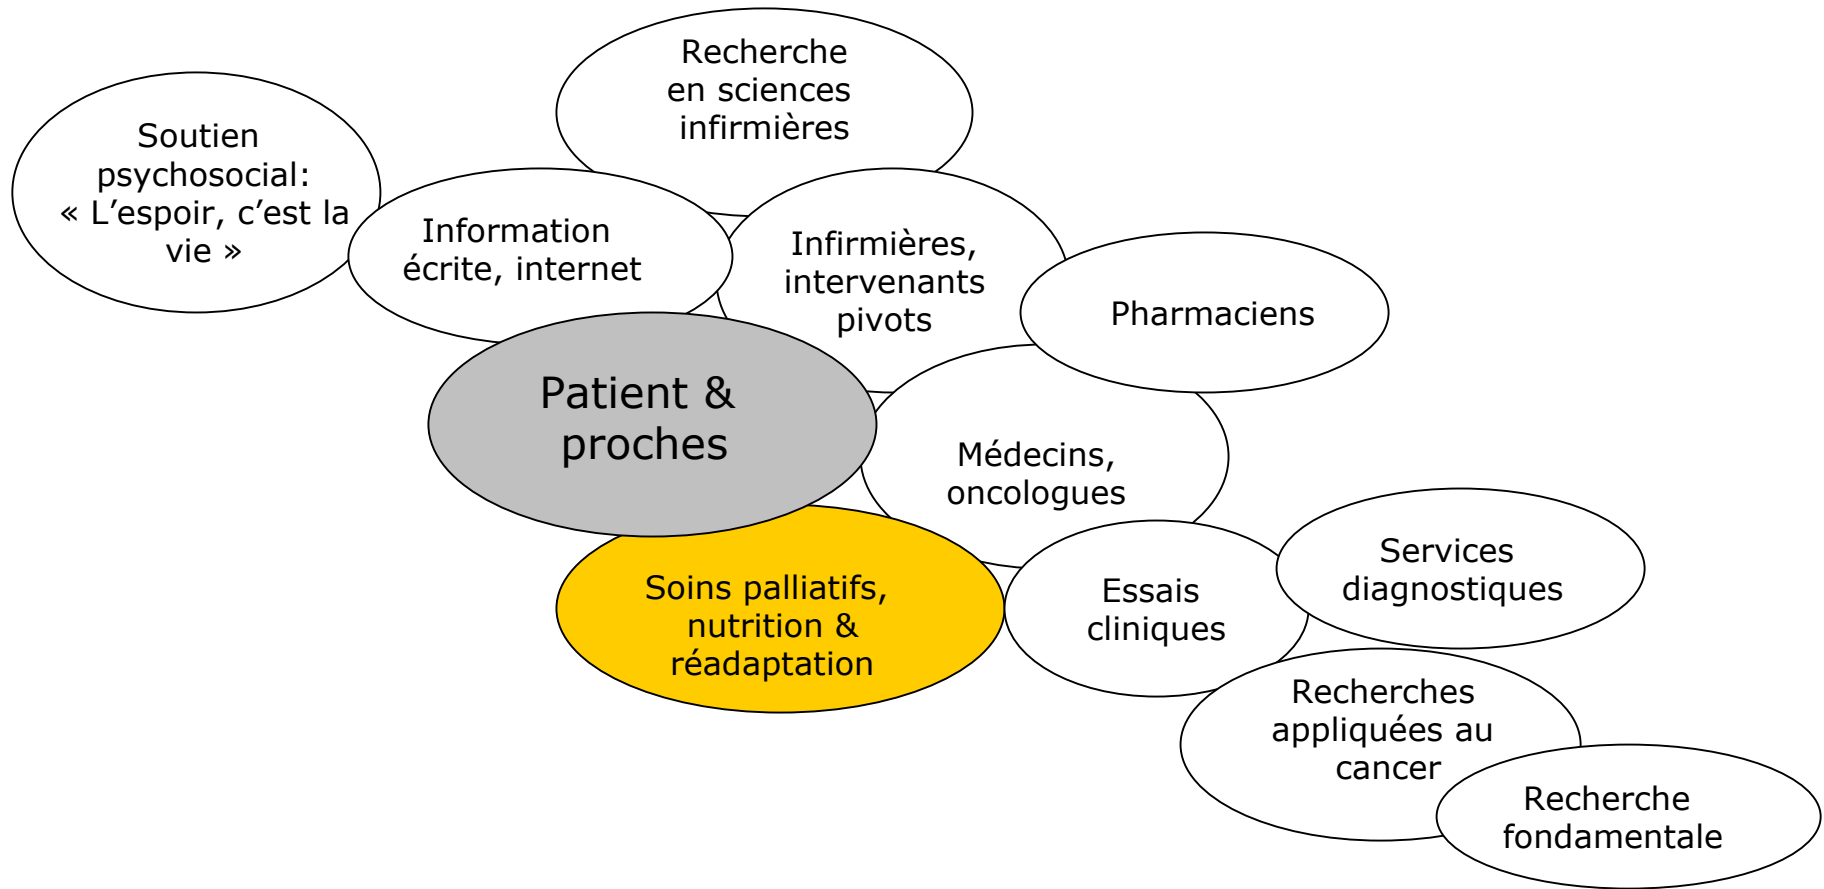 Recherche
en sciences
infirmières
Soutien
psychosocial:
« L’espoir, c’est la
vie »
Information
écrite, internet
Infirmières,
intervenants
pivots
Pharmaciens
Patient &
proches
Médecins,
oncologues
Soins palliatifs,
nutrition &
réadaptation
Essais
cliniques
Services
diagnostiques
Recherches
appliquées au
cancer
Recherche
fondamentale